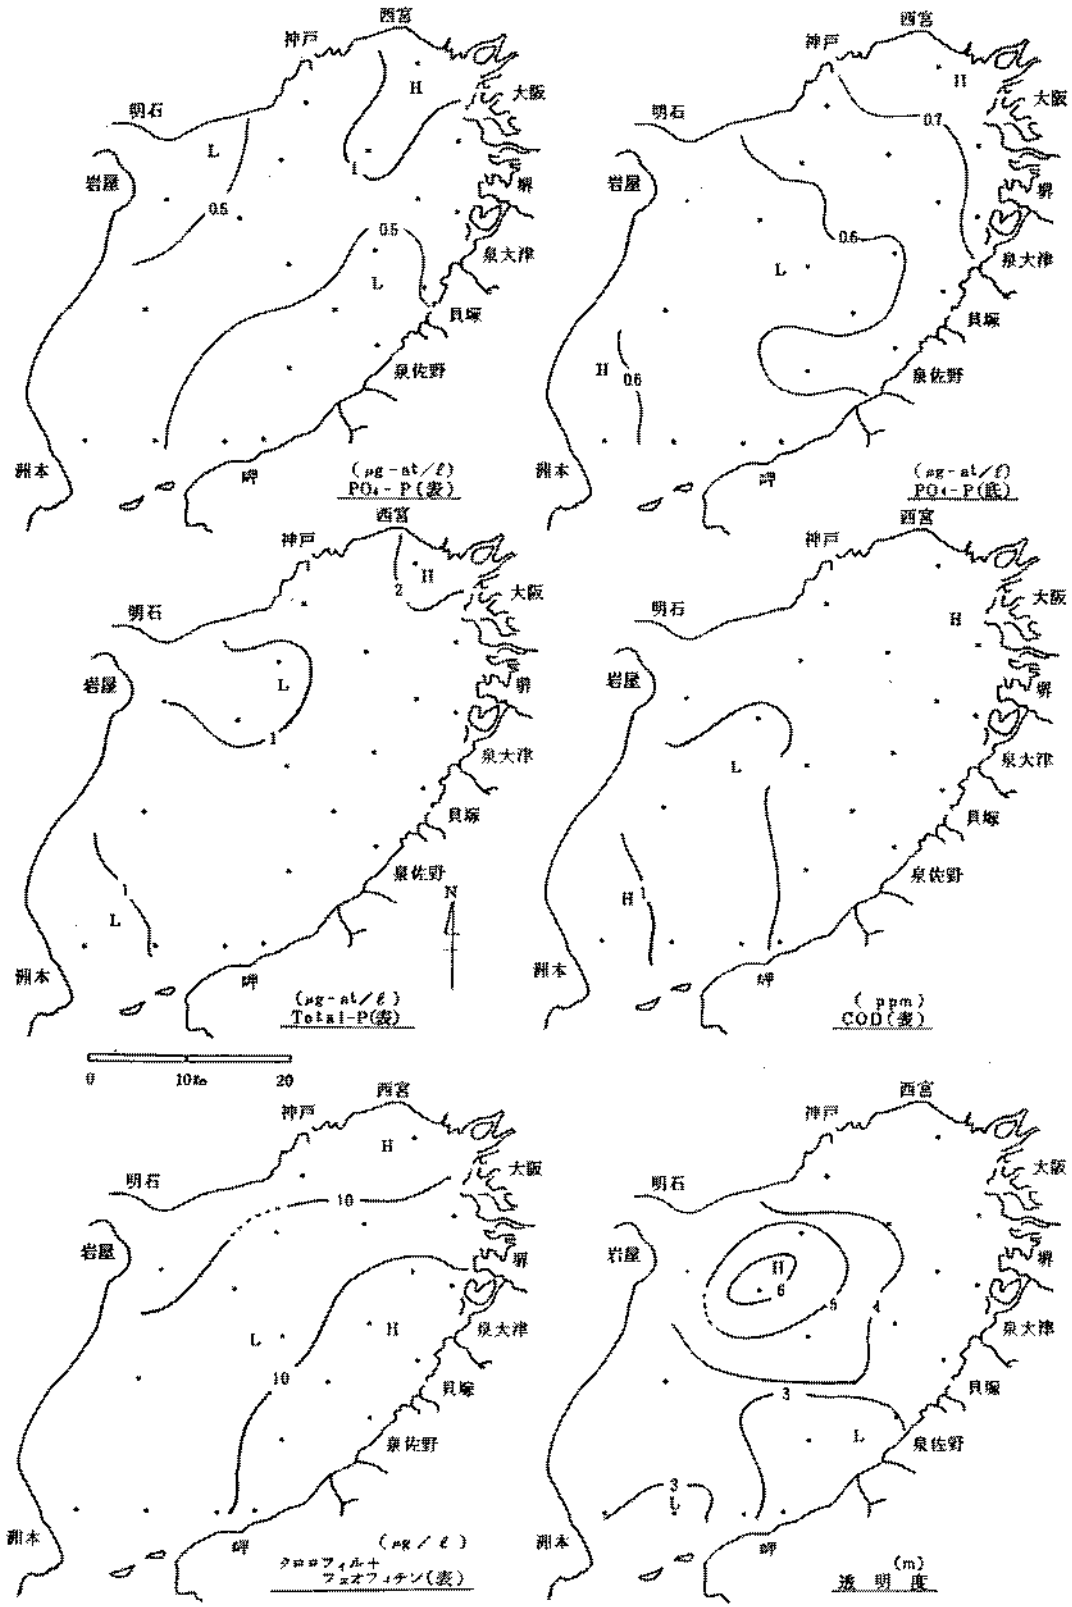 西宮
神戸
H
大阪
明石
L
1
岩屋
堺
0.5
0.5
泉大津
L
貝塚
泉佐野
洲本
岬
(μg-at/ℓ)
PO₄-P(表)
西宮
神戸
H
大阪
明石
0.7
岩屋
堺
0.6
泉大津
L
貝塚
H
0.6
泉佐野
洲本
岬
(μg-at/ℓ)
PO₄-P(底)
西宮
神戸
H
2
大阪
明石
岩屋
L
堺
1
泉大津
貝塚
泉佐野
1
N
L
洲本
岬
(μg-at/ℓ)
Total-P(表)
0 10km 20
西宮
神戸
大阪
明石
H
岩屋
堺
L
泉大津
貝塚
泉佐野
H 1
洲本
岬
(ppm)
COD(表)
西宮
神戸
H
大阪
明石
10
岩屋
堺
L
H
泉大津
10
貝塚
泉佐野
洲本
岬
(μg/ℓ)
クロロフィル+
フェオフィチン(表)
西宮
神戸
大阪
明石
岩屋
H
堺
6
5
4
泉大津
3
貝塚
L
泉佐野
3
L
洲本
岬
(m)
透明度